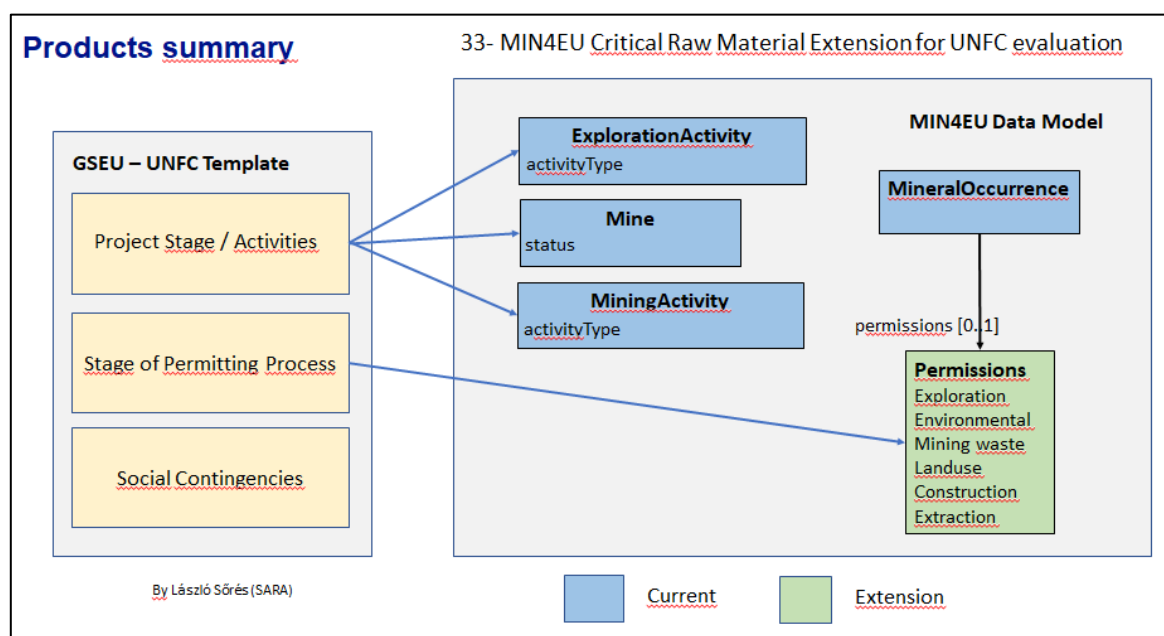 Products summary
33- MIN4EU Critical Raw Material Extension for UNFC evaluation
GSEU – UNFC Template
Project Stage / Activities
Stage of Permitting Process
Social Contingencies
By László Sőrés (SARA)
MIN4EU Data Model
ExplorationActivity
activityType
Mine
status
MiningActivity
activityType
MineralOccurrence
permissions [0..1]
Permissions
Exploration
Environmental
Mining waste
Landuse
Construction
Extraction
Current
Extension